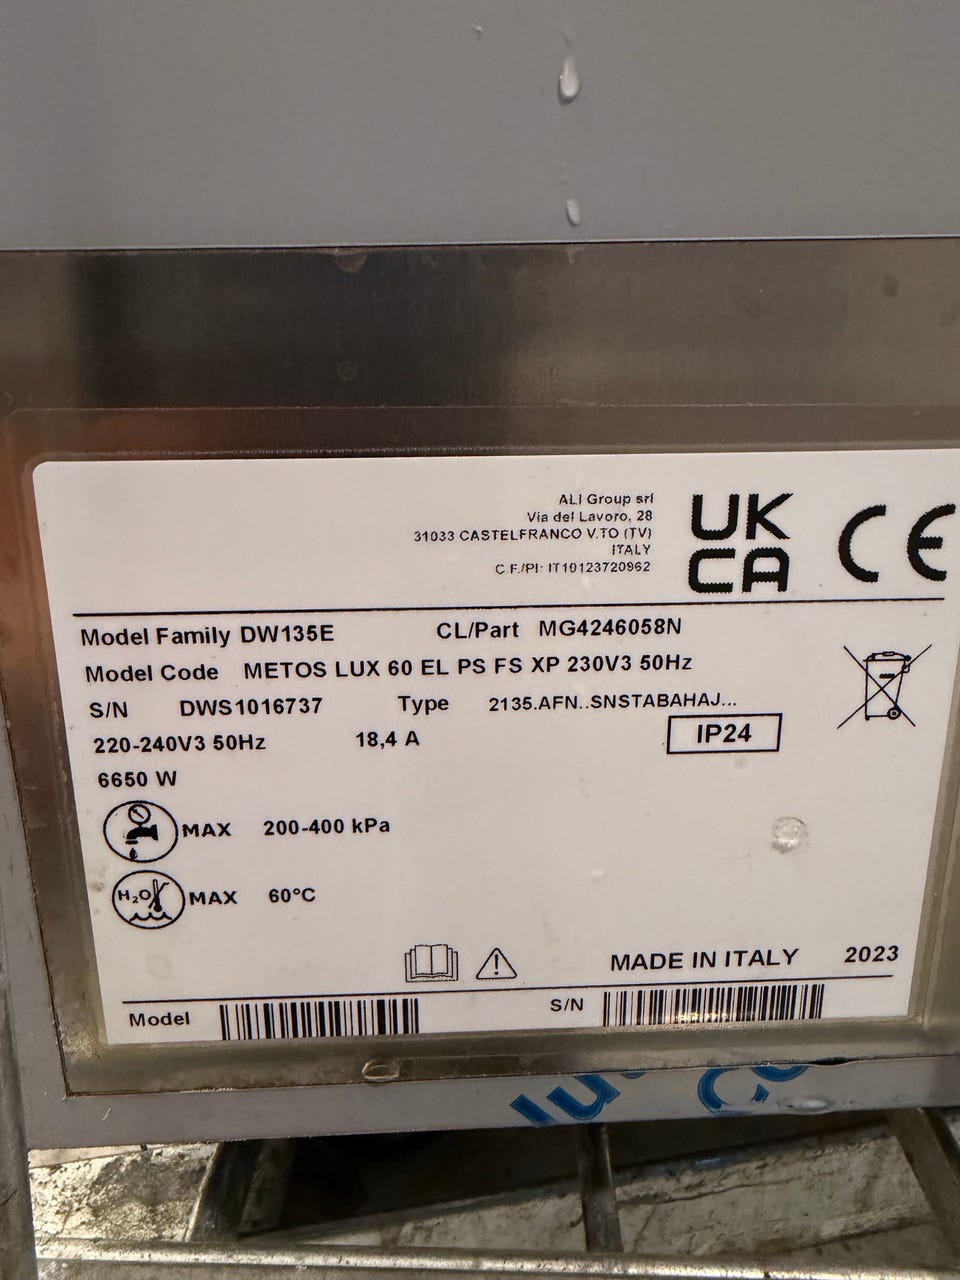 ALI Group srl
Via del Lavoro, 28
31033 CASTELFRANCO V.TO (TV)
ITALY
C.F./PI: IT10123720962
UK
CA
CE
Model Family DW135E CL/Part MG4246058N
Model Code METOS LUX 60 EL PS FS XP 230V3 50Hz
S/N DWS1016737 Type 2135.AFN..SNSTABAHAJ...
220-240V3 50Hz 18,4 A IP24
6650 W
MAX 200-400 kPa
H₂O MAX 60°C
MADE IN ITALY 2023
Model S/N